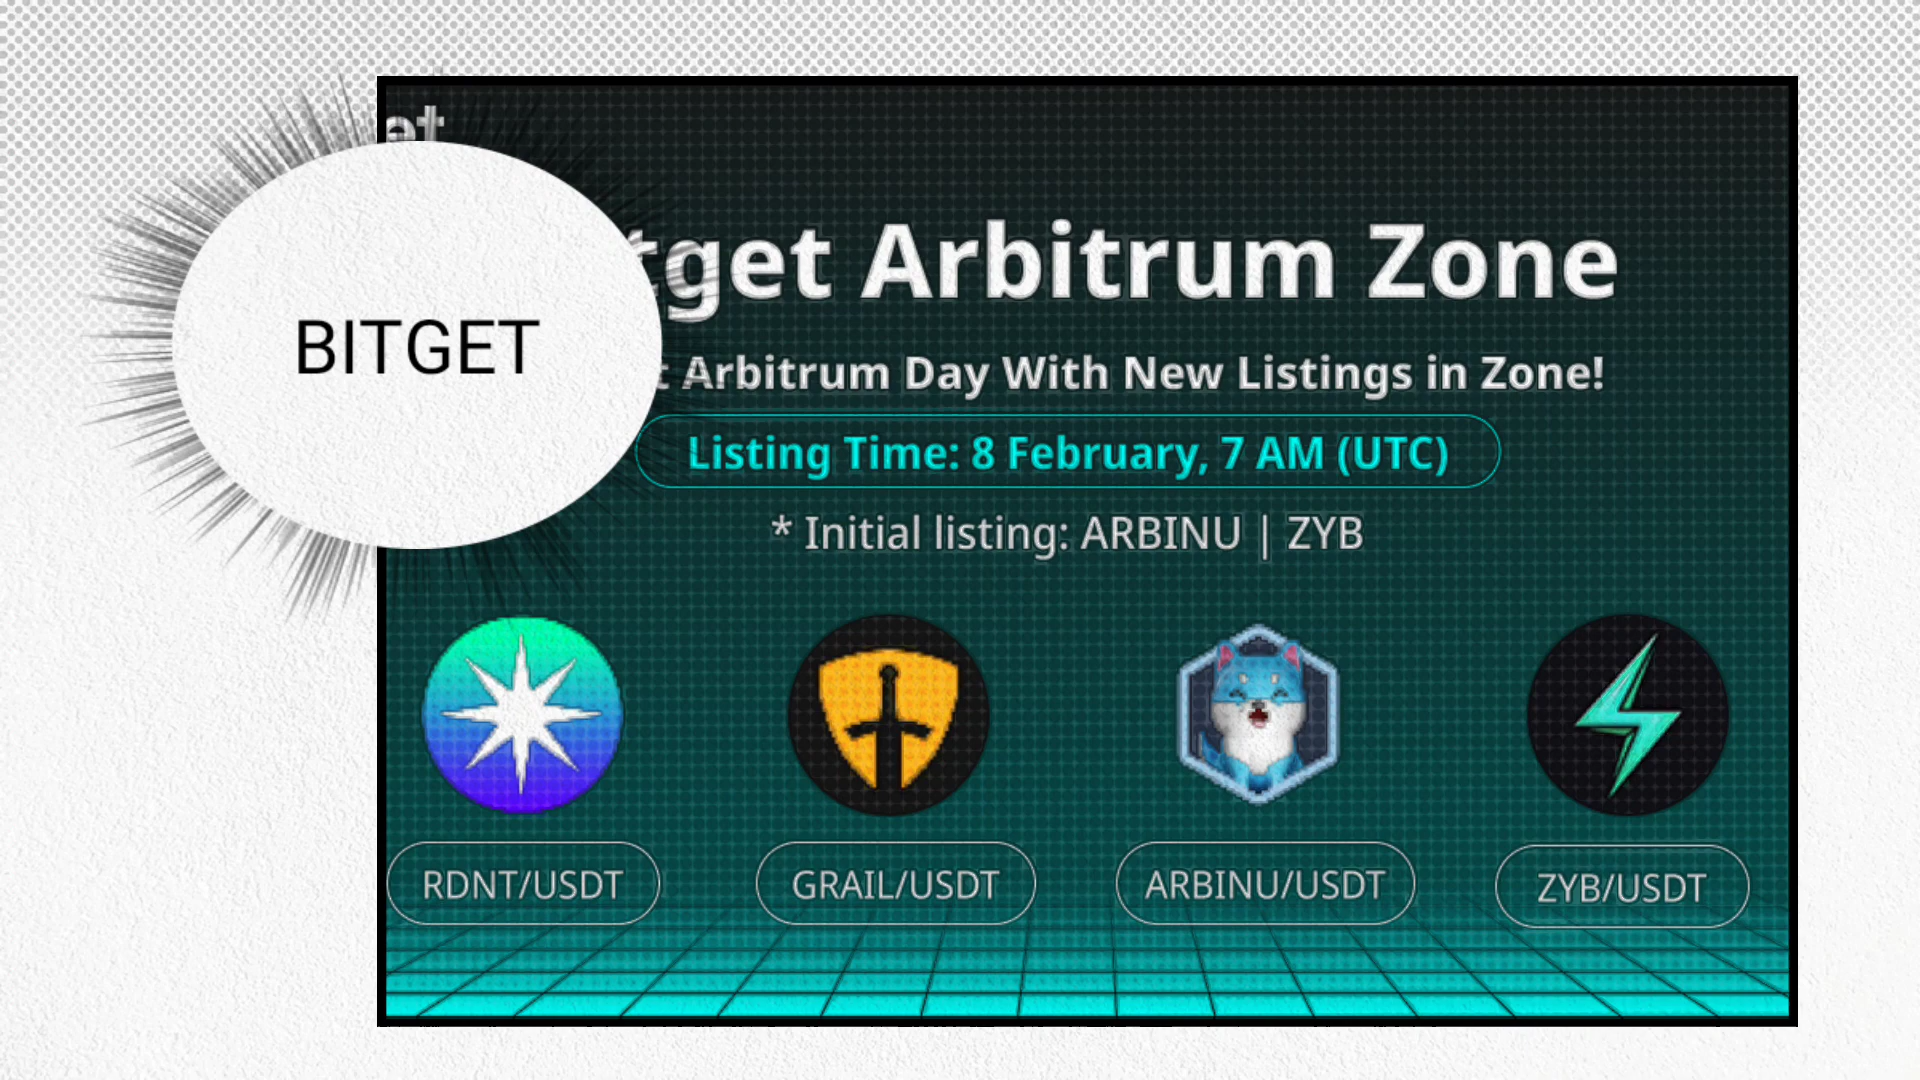 et
BITGET
tget Arbitrum Zone
t Arbitrum Day With New Listings in Zone!
Listing Time: 8 February, 7 AM (UTC)
* Initial listing: ARBINU | ZYB
RDNT/USDT
GRAIL/USDT
ARBINU/USDT
ZYB/USDT